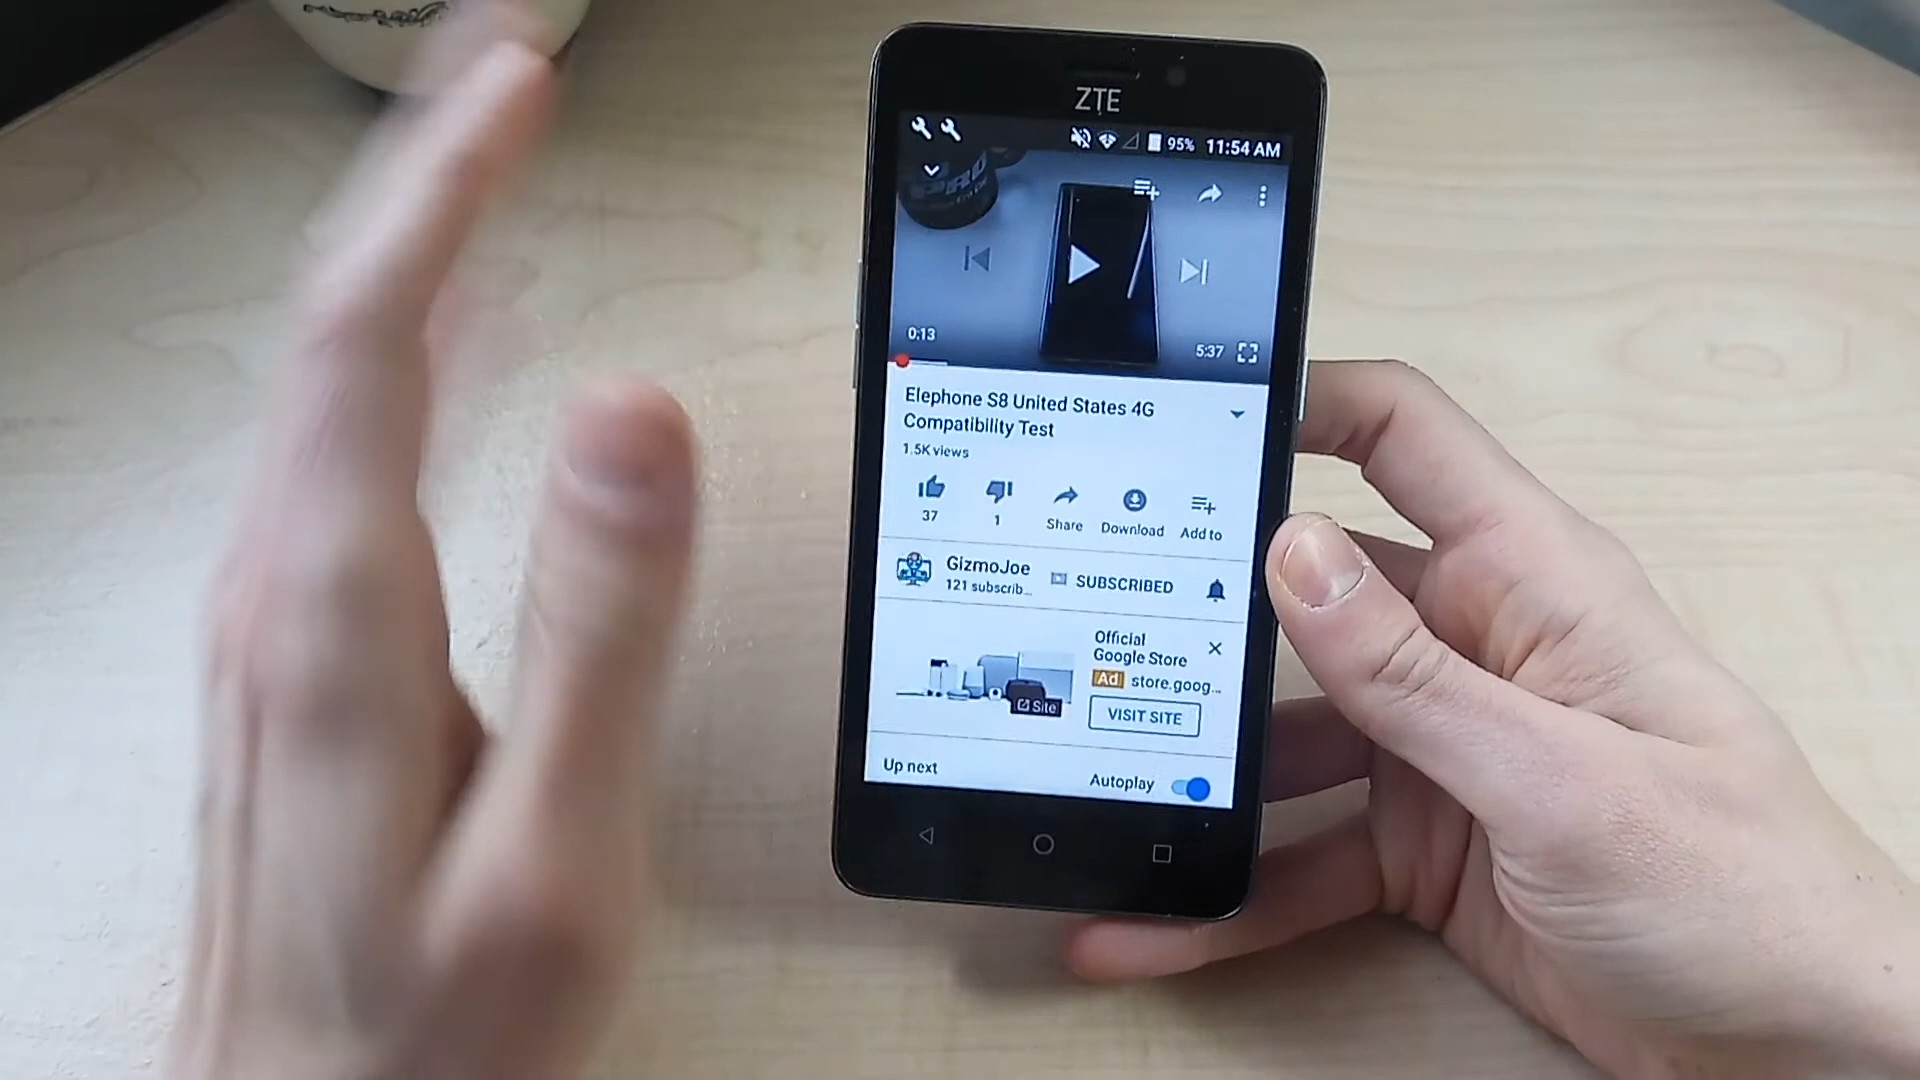 ZTE
95% 11:54 AM
PRO
0:13
5:37
Elephone S8 United States 4G
Compatibility Test
1.5K views
37
1
Share
Download
Add to
GizmoJoe
121 subscrib...
SUBSCRIBED
Official
Google Store
Ad store.goog...
Site
VISIT SITE
Up next
Autoplay